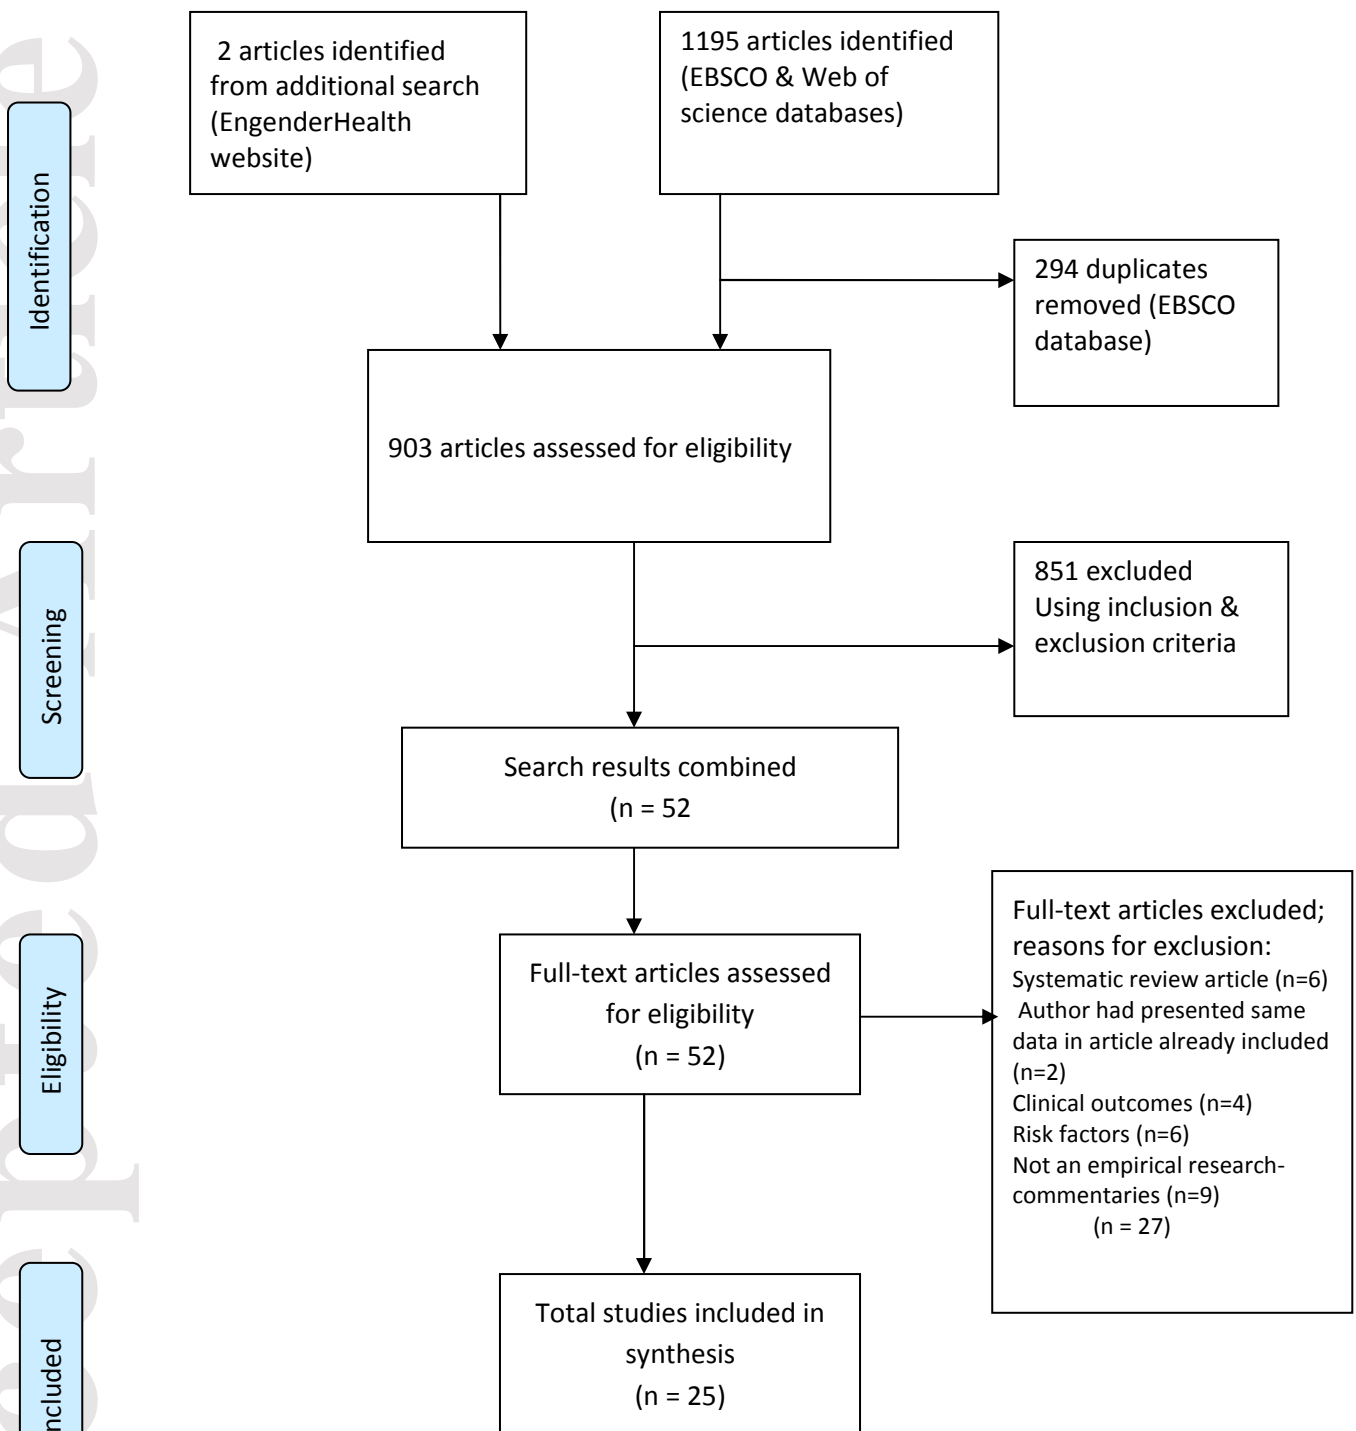 2 articles identified
from additional search
(EngenderHealth
website)
1195 articles identified
(EBSCO & Web of
science databases)
Identification
294 duplicates
removed (EBSCO
database)
903 articles assessed for eligibility
Screening
851 excluded
Using inclusion &
exclusion criteria
Search results combined
(n = 52
Eligibility
Full-text articles assessed
for eligibility
(n = 52)
Full-text articles excluded;
reasons for exclusion:
Systematic review article (n=6)
Author had presented same
data in article already included
(n=2)
Clinical outcomes (n=4)
Risk factors (n=6)
Not an empirical research-
commentaries (n=9)
(n = 27)
Total studies included in
synthesis
(n = 25)
ncluded